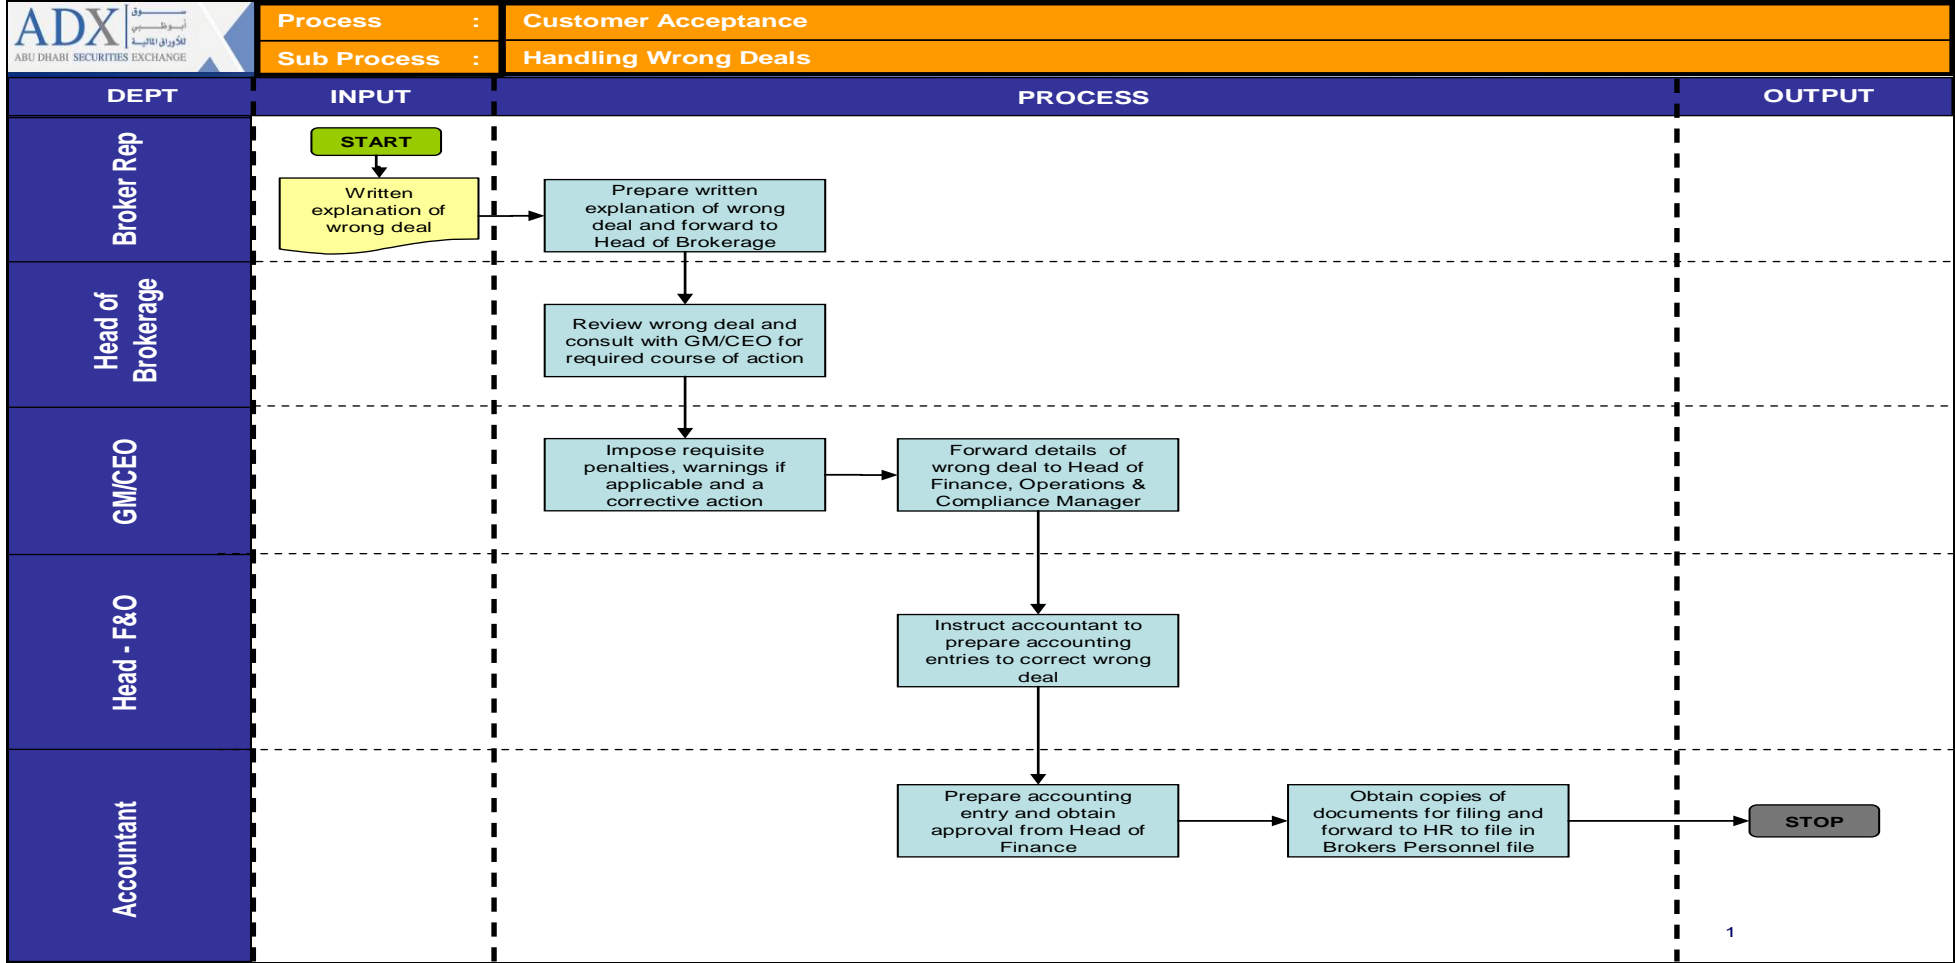 ADX
سوق
أبوظبي
للأوراق المالية
ABU DHABI SECURITIES EXCHANGE
Process : Customer Acceptance
Sub Process : Handling Wrong Deals
DEPT INPUT PROCESS OUTPUT
Broker Rep
START
Written
explanation of
wrong deal
Prepare written
explanation of wrong
deal and forward to
Head of Brokerage
Head of
Brokerage
Review wrong deal and
consult with GM/CEO for
required course of action
GM/CEO
Impose requisite
penalties, warnings if
applicable and a
corrective action
Forward details of
wrong deal to Head of
Finance, Operations &
Compliance Manager
Head - F&O
Instruct accountant to
prepare accounting
entries to correct wrong
deal
Accountant
Prepare accounting
entry and obtain
approval from Head of
Finance
Obtain copies of
documents for filing and
forward to HR to file in
Brokers Personnel file
STOP
1